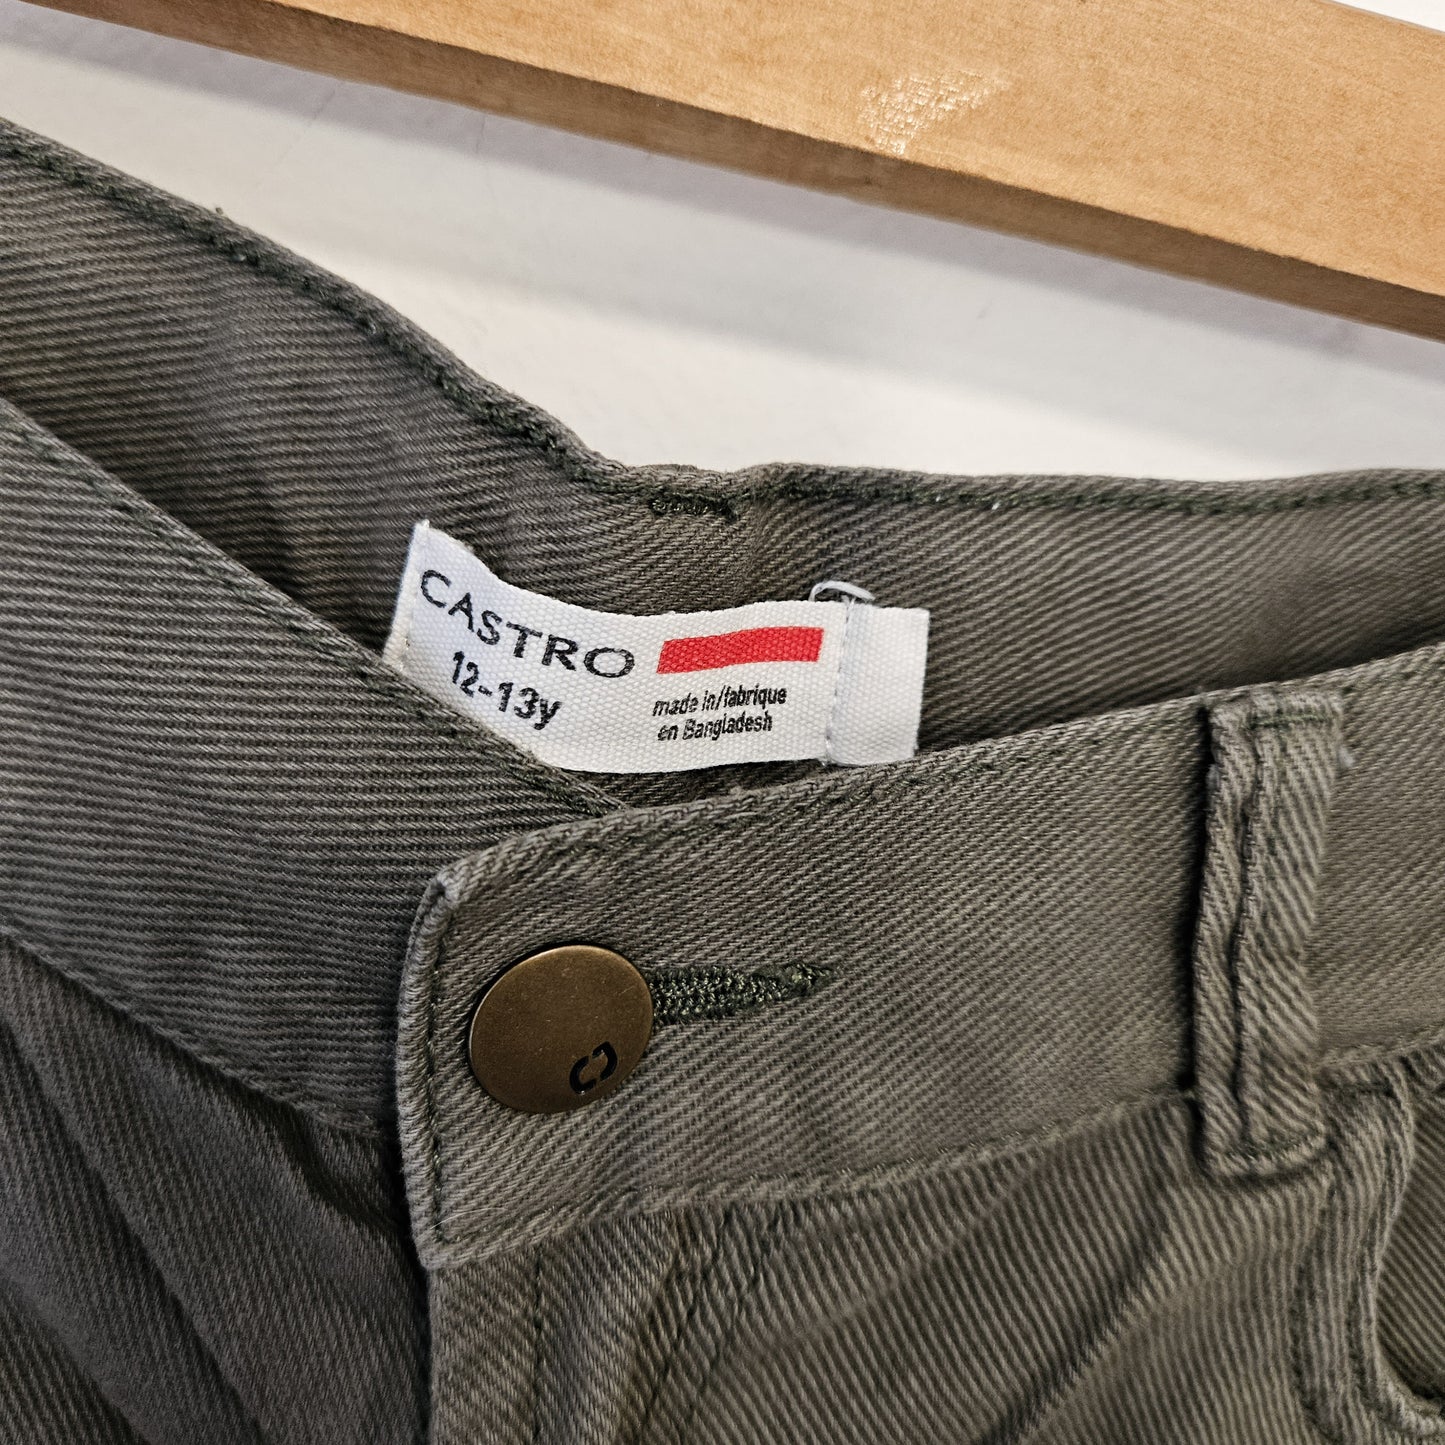 CASTRO
12-13y
made in/fabrique
en Bangladesh